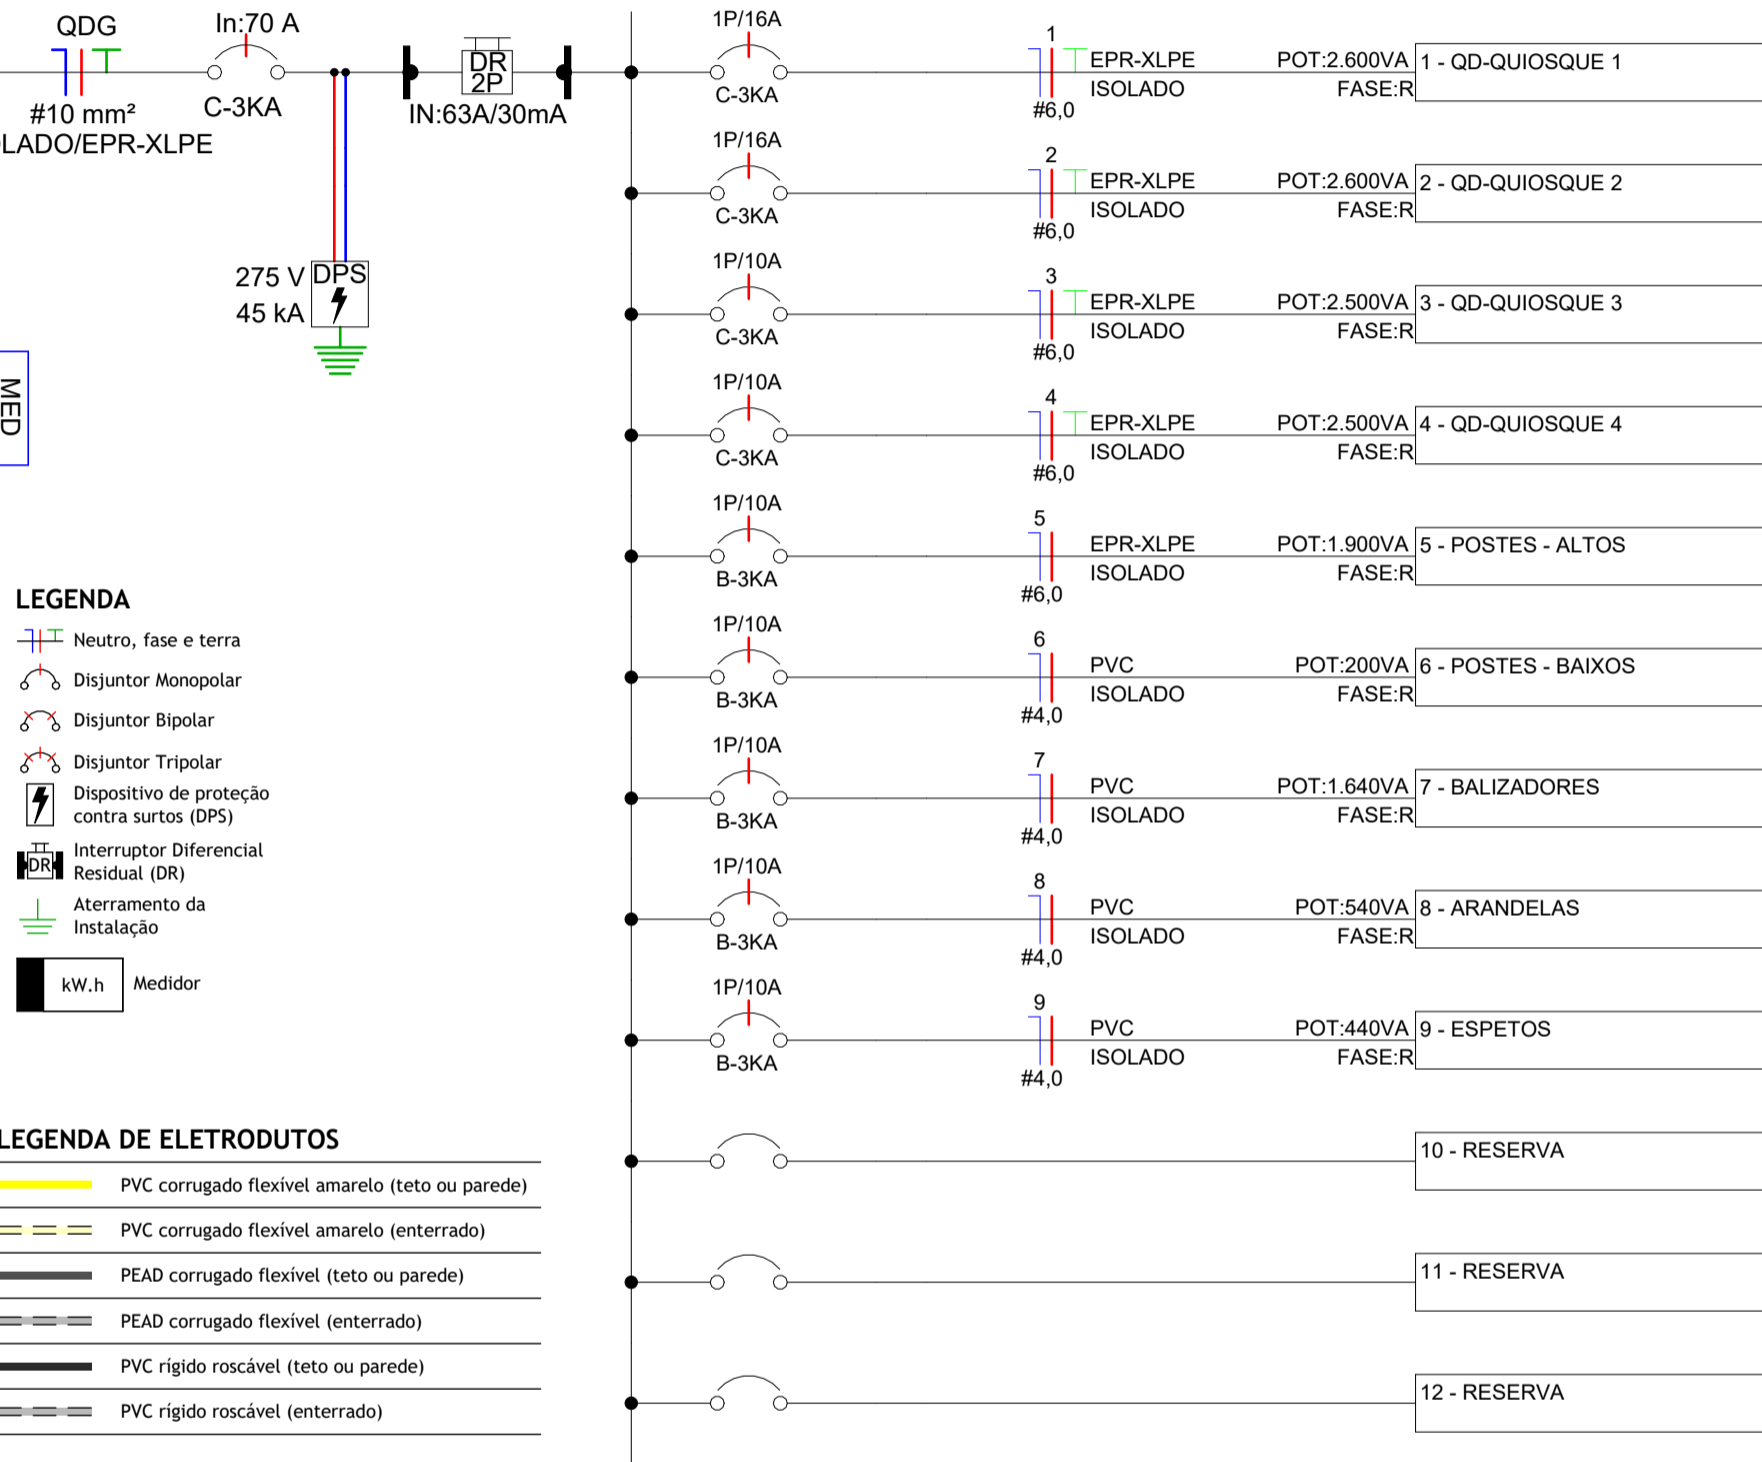 QDG
#10 mm²
LADO/EPR-XLPE
In:70 A
C-3KA
275 V
45 kA
DPS
DR
2P
IN:63A/30mA
MED
1P/16A
C-3KA
1
#6,0
EPR-XLPE
ISOLADO
POT:2.600VA
FASE:R
1 - QD-QUIOSQUE 1
1P/16A
C-3KA
2
#6,0
EPR-XLPE
ISOLADO
POT:2.600VA
FASE:R
2 - QD-QUIOSQUE 2
1P/10A
C-3KA
3
#6,0
EPR-XLPE
ISOLADO
POT:2.500VA
FASE:R
3 - QD-QUIOSQUE 3
1P/10A
C-3KA
4
#6,0
EPR-XLPE
ISOLADO
POT:2.500VA
FASE:R
4 - QD-QUIOSQUE 4
1P/10A
B-3KA
5
#6,0
EPR-XLPE
ISOLADO
POT:1.900VA
FASE:R
5 - POSTES - ALTOS
1P/10A
B-3KA
6
#4,0
PVC
ISOLADO
POT:200VA
FASE:R
6 - POSTES - BAIXOS
1P/10A
B-3KA
7
#4,0
PVC
ISOLADO
POT:1.640VA
FASE:R
7 - BALIZADORES
1P/10A
B-3KA
8
#4,0
PVC
ISOLADO
POT:540VA
FASE:R
8 - ARANDELAS
1P/10A
B-3KA
9
#4,0
PVC
ISOLADO
POT:440VA
FASE:R
9 - ESPETOS
10 - RESERVA
11 - RESERVA
12 - RESERVA
LEGENDA
Neutro, fase e terra
Disjuntor Monopolar
Disjuntor Bipolar
Disjuntor Tripolar
Dispositivo de proteção
contra surtos (DPS)
DR
Interruptor Diferencial
Residual (DR)
Aterramento da
Instalação
kW.h
Medidor
LEGENDA DE ELETRODUTOS
PVC corrugado flexível amarelo (teto ou parede)
PVC corrugado flexível amarelo (enterrado)
PEAD corrugado flexível (teto ou parede)
PEAD corrugado flexível (enterrado)
PVC rígido roscável (teto ou parede)
PVC rígido roscável (enterrado)